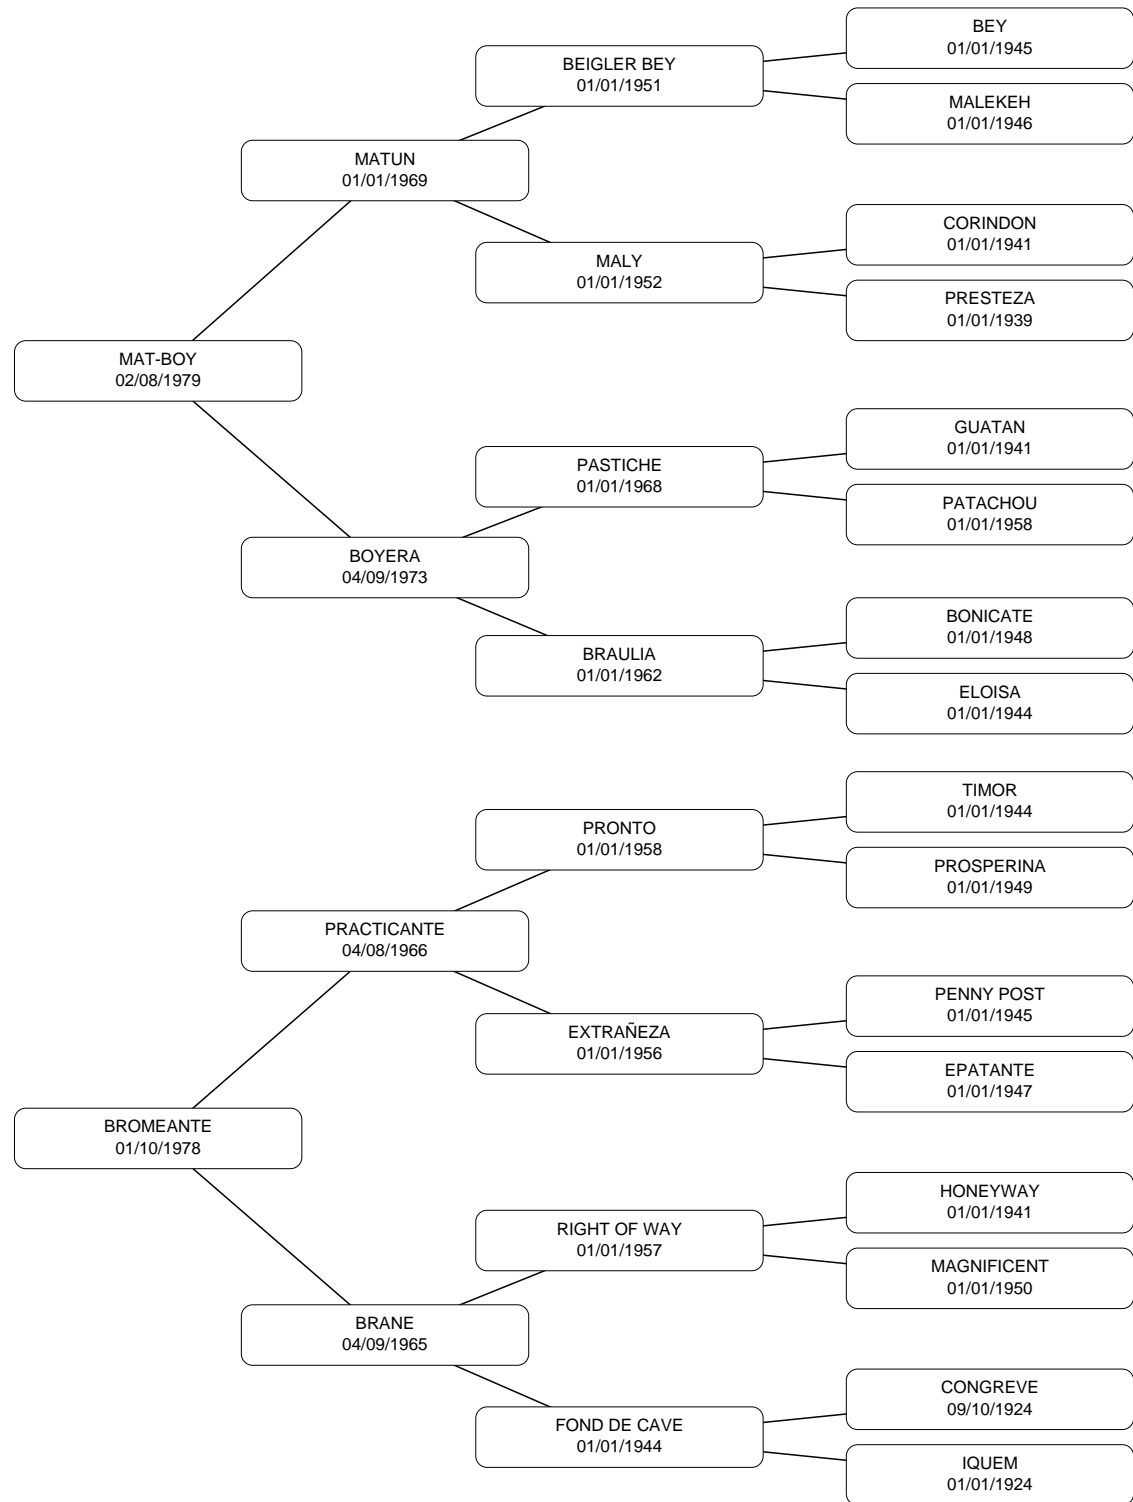 BEY
01/01/1945
BEIGLER BEY
01/01/1951
MALEKEH
01/01/1946
MATUN
01/01/1969
CORINDON
01/01/1941
MALY
01/01/1952
PRESTEZA
01/01/1939
MAT-BOY
02/08/1979
GUATAN
01/01/1941
PASTICHE
01/01/1968
PATACHOU
01/01/1958
BOYERA
04/09/1973
BONICATE
01/01/1948
BRAULIA
01/01/1962
ELOISA
01/01/1944
TIMOR
01/01/1944
PRONTO
01/01/1958
PROSPERINA
01/01/1949
PRACTICANTE
04/08/1966
PENNY POST
01/01/1945
EXTRAÑEZA
01/01/1956
EPATANTE
01/01/1947
BROMEANTE
01/10/1978
HONEYWAY
01/01/1941
RIGHT OF WAY
01/01/1957
MAGNIFICENT
01/01/1950
BRANE
04/09/1965
CONGREVE
09/10/1924
FOND DE CAVE
01/01/1944
IQUEM
01/01/1924